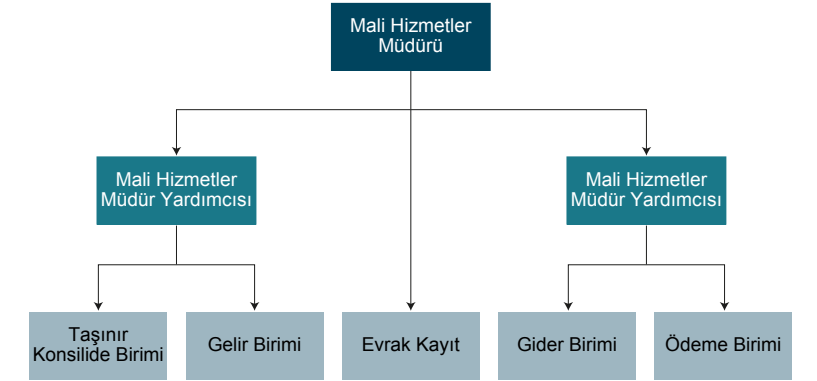 Mali Hizmetler
Müdürü
Mali Hizmetler
Müdür Yardımcısı
Mali Hizmetler
Müdür Yardımcısı
Taşınır
Konsilide Birimi
Gelir Birimi
Evrak Kayıt
Gider Birimi
Ödeme Birimi